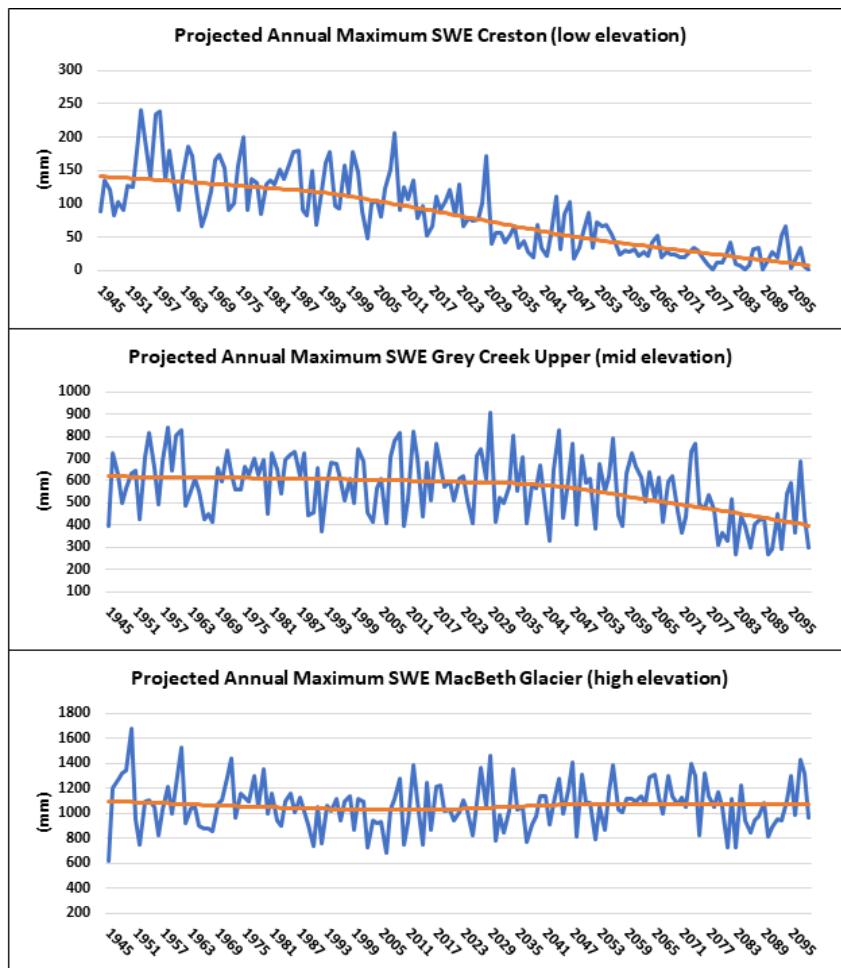 Projected Annual Maximum SWE Creston (low elevation)
300
250
200
150
100
50
0
(mm)
1945 1951 1957 1963 1969 1975 1981 1987 1993 1999 2005 2011 2017 2023 2029 2035 2041 2047 2053 2059 2065 2071 2077 2083 2089 2095
Projected Annual Maximum SWE Grey Creek Upper (mid elevation)
1000
900
800
700
600
500
400
300
200
100
(mm)
1945 1951 1957 1963 1969 1975 1981 1987 1993 1999 2005 2011 2017 2023 2029 2035 2041 2047 2053 2059 2065 2071 2077 2083 2089 2095
Projected Annual Maximum SWE MacBeth Glacier (high elevation)
1800
1600
1400
1200
1000
800
600
400
200
(mm)
1945 1951 1957 1963 1969 1975 1981 1987 1993 1999 2005 2011 2017 2023 2029 2035 2041 2047 2053 2059 2065 2071 2077 2083 2089 2095